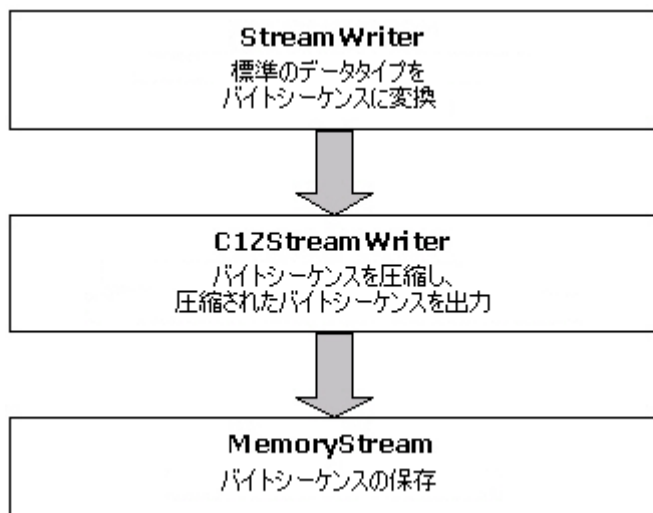 StreamWriter
標準のデータタイプを
バイトシーケンスに変換
C1ZStreamWriter
バイトシーケンスを圧縮し、
圧縮されたバイトシーケンスを出力
MemoryStream
バイトシーケンスの保存